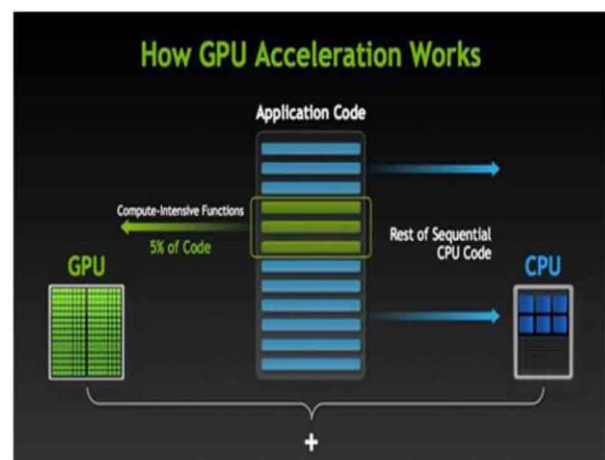 How GPU Acceleration Works
Application Code
Compute-Intensive Functions
5% of Code
Rest of Sequential
CPU Code
GPU
CPU
+